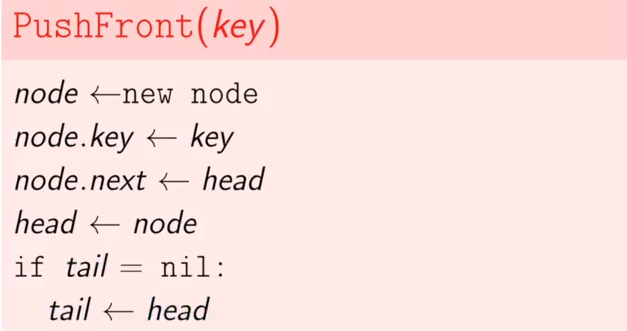 PushFront(key)
node ←new node
node.key ← key
node.next ← head
head ← node
if tail = nil:
tail ← head